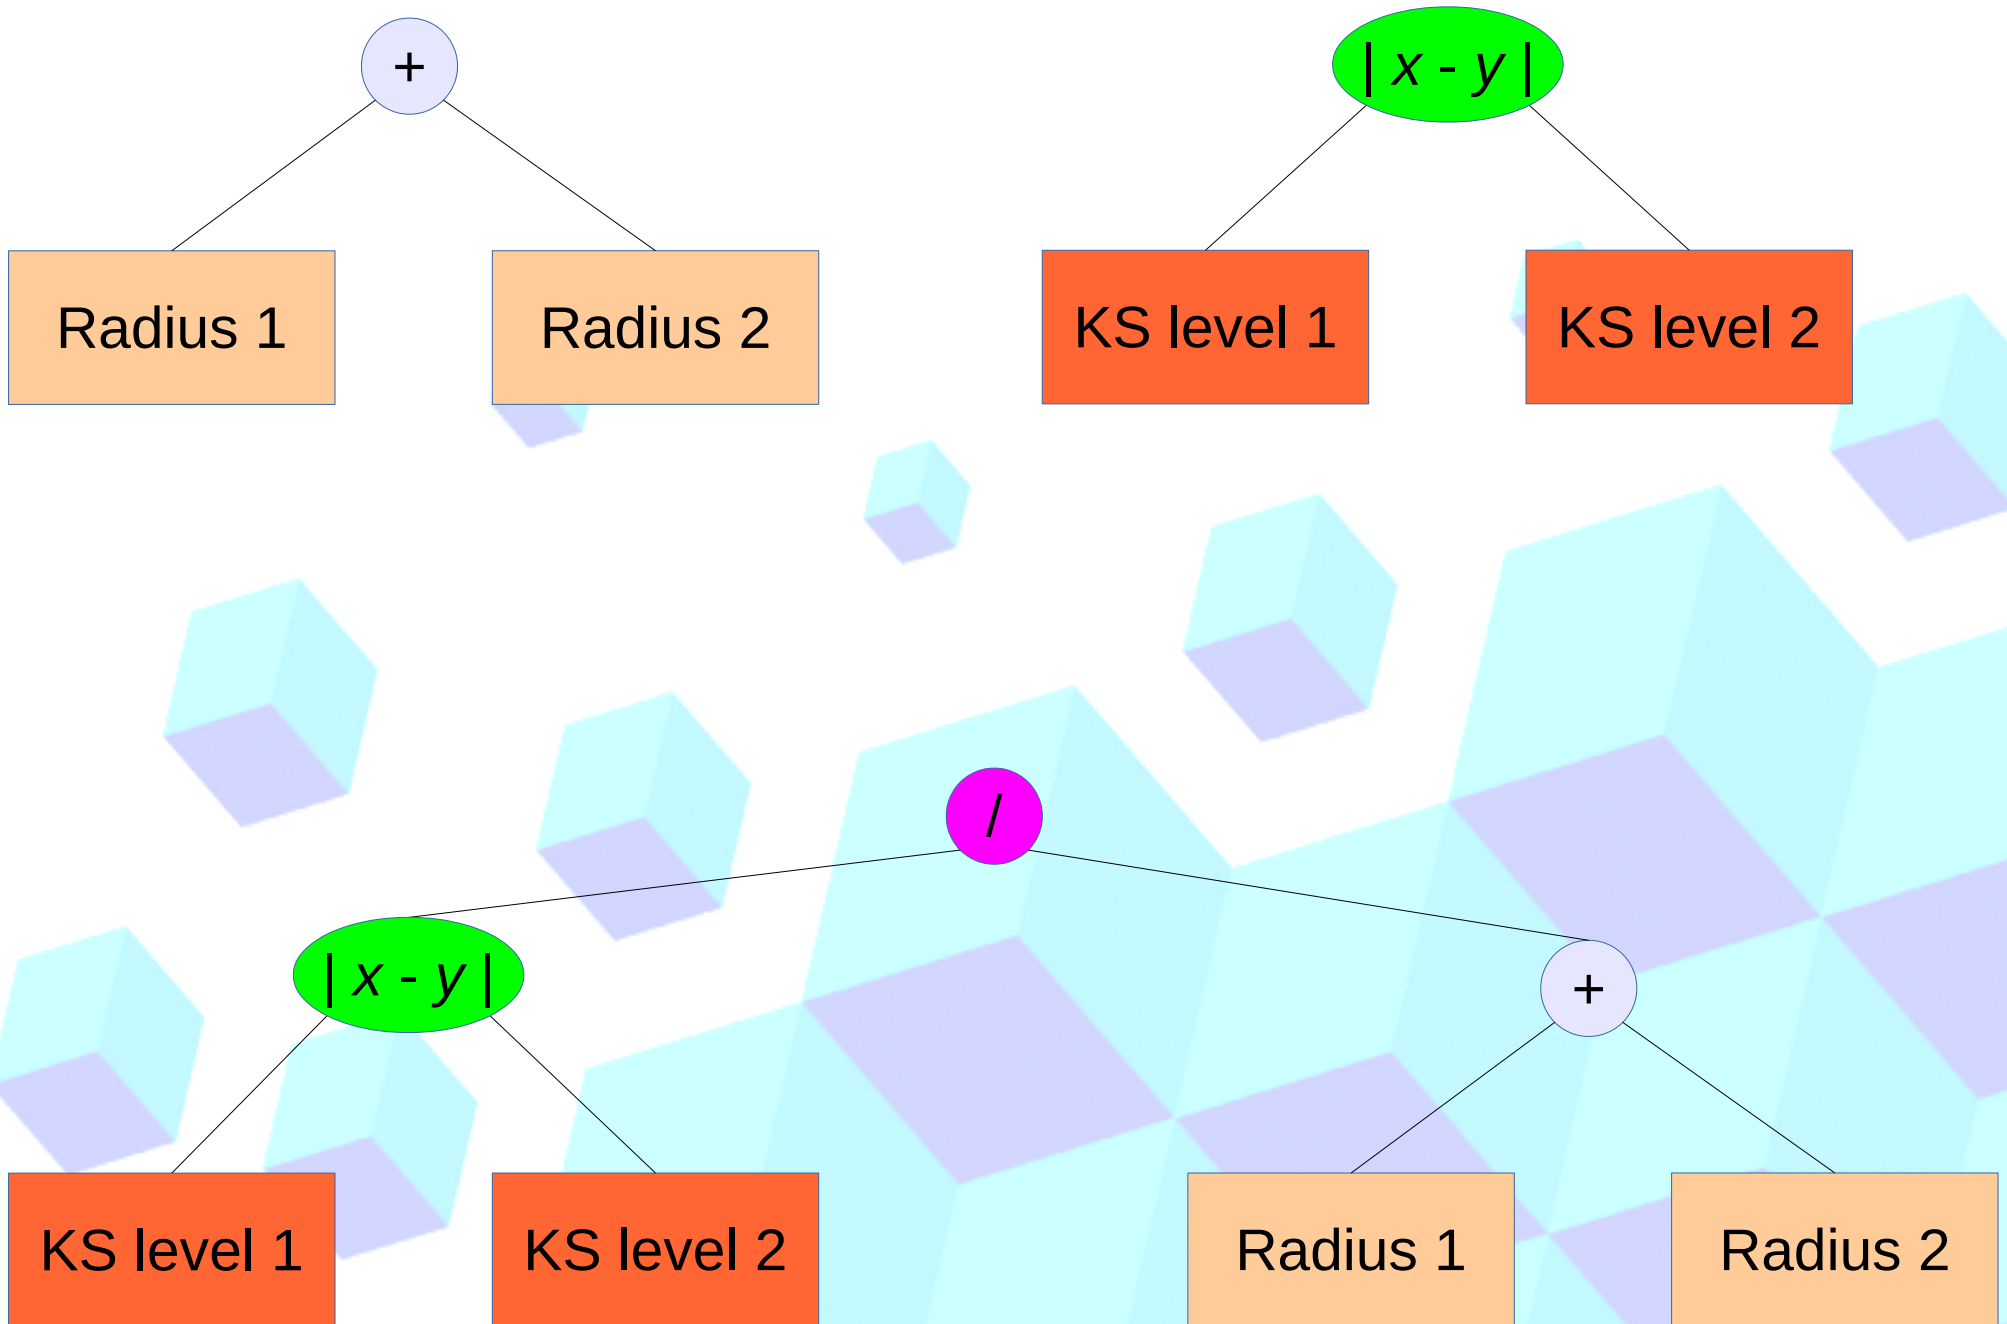 +
| x - y |
Radius 1
Radius 2
KS level 1
KS level 2
/
| x - y |
+
KS level 1
KS level 2
Radius 1
Radius 2